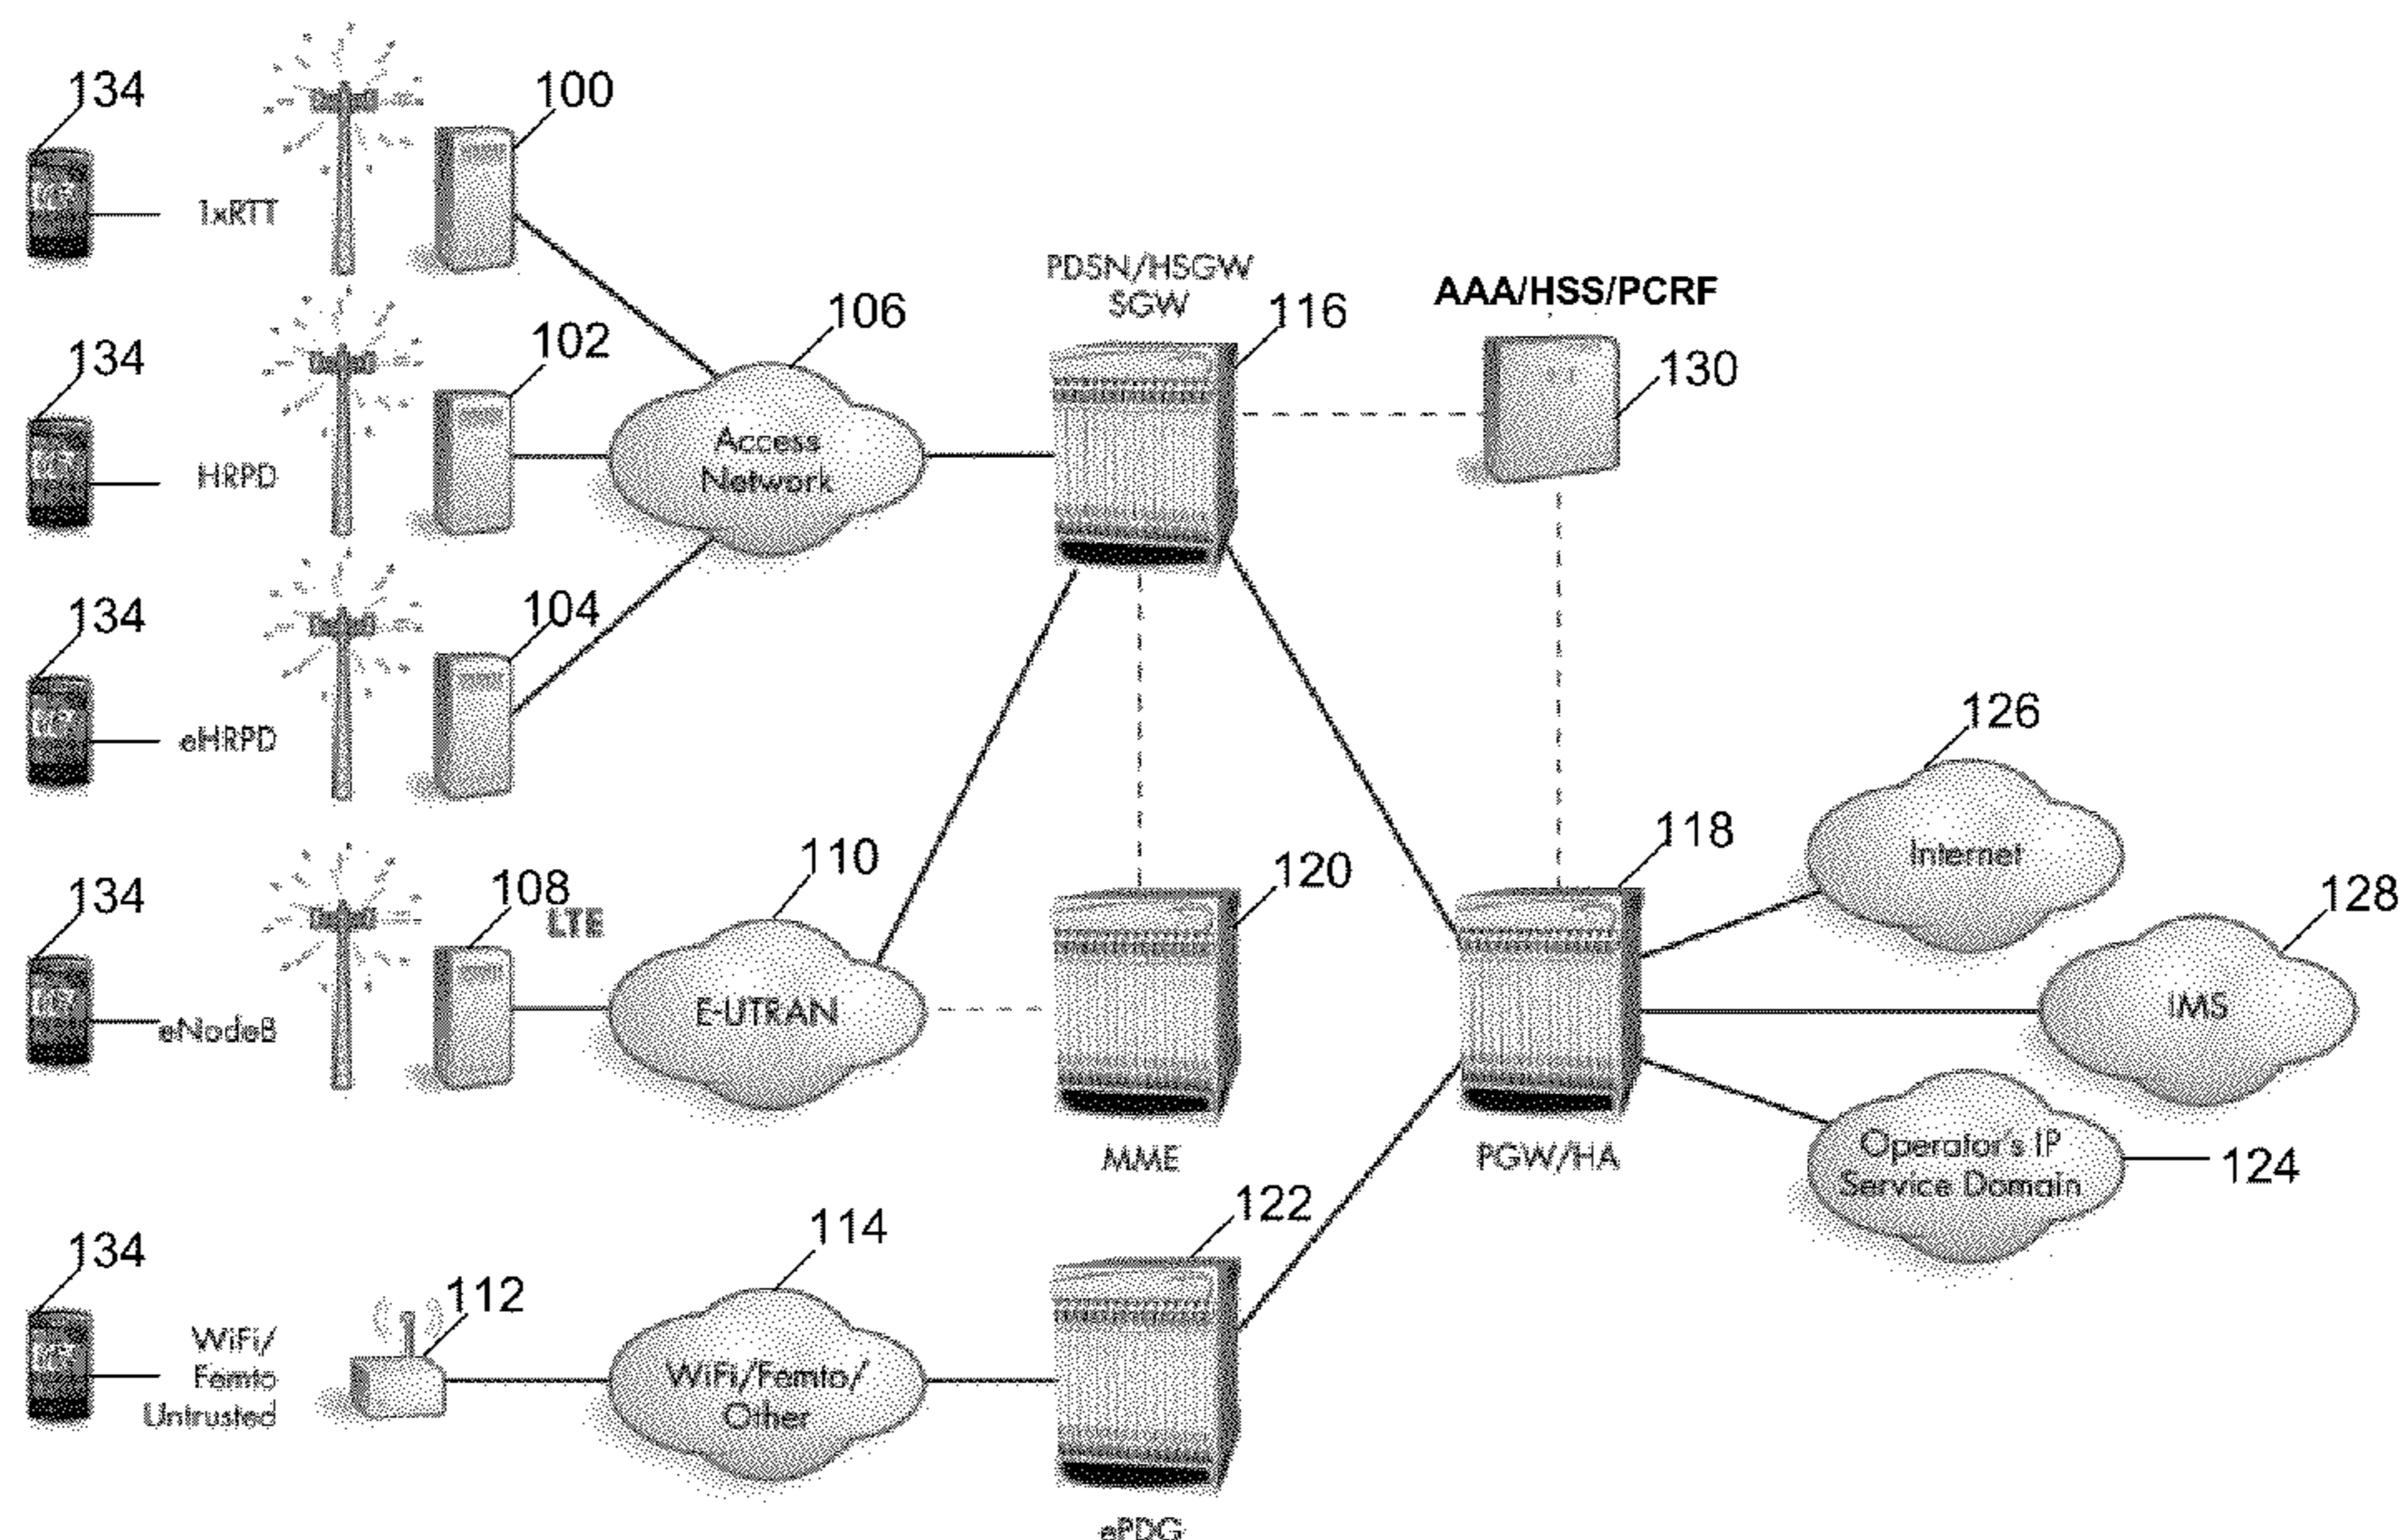 134
100
1xRTT
PDSN/HSGW
SGW
116
AAA/HSS/PCRF
130
134
102
106
HRPD
Access
Network
134
104
eHRPD
126
Internet
134
108
LTE
110
120
118
128
eNodeB
E-UTRAN
IMS
MME
PGW/HA
Operator's IP
Service Domain
124
134
112
114
122
WiFi/
Femto
Untrusted
WiFi/Femto/
Other
ePDG